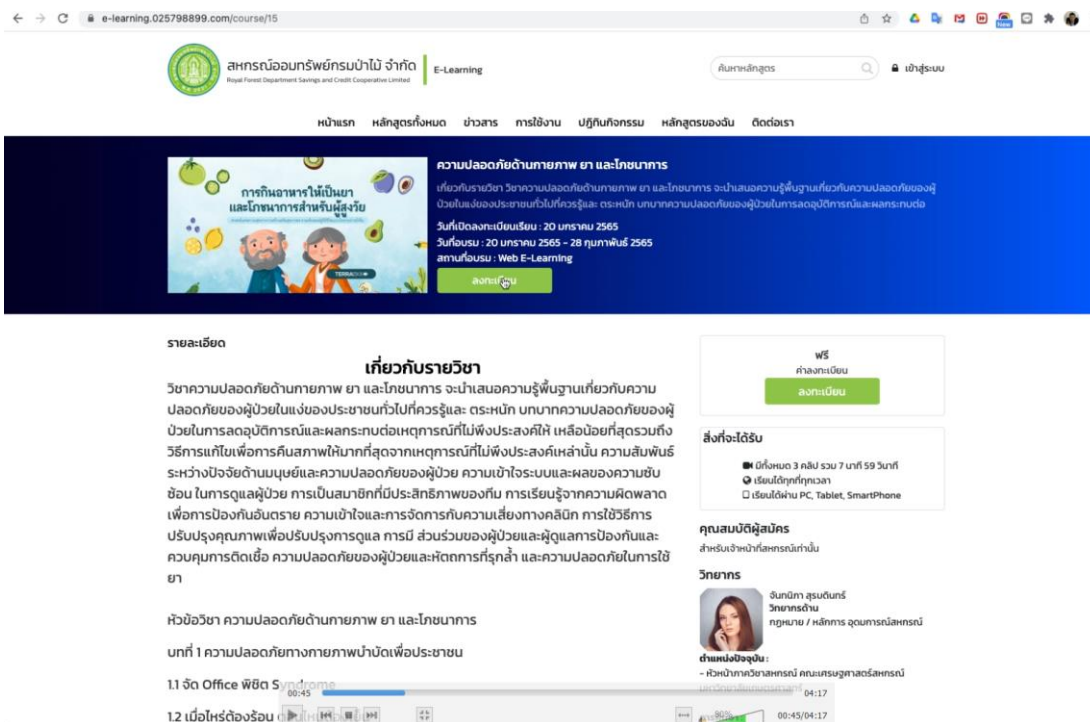 e-learning.025798899.com/course/15
สหกรณ์ออมทรัพย์กรมป่าไม้ จำกัด
Royal Forest Department Savings and Credit Cooperative Limited
E-Learning
ค้นหาหลักสูตร
เข้าสู่ระบบ
หน้าแรก หลักสูตรทั้งหมด ข่าวสาร การใช้งาน ปฏิทินกิจกรรม หลักสูตรของฉัน ติดต่อเรา
การกินอาหารให้เป็นยา
และโภชนาการสำหรับผู้สูงวัย
ความปลอดภัยด้านกายภาพ ยา และโภชนาการ
เกี่ยวกับรายวิชา วิชาความปลอดภัยด้านกายภาพ ยา และโภชนาการ จะนำเสนอความรู้พื้นฐานเกี่ยวกับความปลอดภัยของผู้
ป่วยในแง่ของประชาชนทั่วไปที่ควรรู้และ ตระหนัก บทบาทความปลอดภัยของผู้ป่วยในการลดอุบัติการณ์และผลกระทบต่อ
วันที่เปิดลงทะเบียนเรียน : 20 มกราคม 2565
วันที่อบรม : 20 มกราคม 2565 - 28 กุมภาพันธ์ 2565
สถานที่อบรม : Web E-Learning
ลงทะเบียน
รายละเอียด
เกี่ยวกับรายวิชา
วิชาความปลอดภัยด้านกายภาพ ยา และโภชนาการ จะนำเสนอความรู้พื้นฐานเกี่ยวกับความ
ปลอดภัยของผู้ป่วยในแง่ของประชาชนทั่วไปที่ควรรู้และ ตระหนัก บทบาทความปลอดภัยของผู้
ป่วยในการลดอุบัติการณ์และผลกระทบต่อเหตุการณ์ที่ไม่พึงประสงค์ให้ เหลือน้อยที่สุดรวมถึง
วิธีการแก้ไขเพื่อการคืนสภาพให้มากที่สุดจากเหตุการณ์ที่ไม่พึงประสงค์เหล่านั้น ความสัมพันธ์
ระหว่างปัจจัยด้านมนุษย์และความปลอดภัยของผู้ป่วย ความเข้าใจระบบและผลของความซับ
ซ้อน ในการดูแลผู้ป่วย การเป็นสมาชิกที่มีประสิทธิภาพของทีม การเรียนรู้จากความผิดพลาด
เพื่อการป้องกันอันตราย ความเข้าใจและการจัดการกับความเสี่ยงทางคลินิก การใช้วิธีการ
ปรับปรุงคุณภาพเพื่อปรับปรุงการดูแล การมี ส่วนร่วมของผู้ป่วยและผู้ดูแลการป้องกันและ
ควบคุมการติดเชื้อ ความปลอดภัยของผู้ป่วยและหัตถการที่รุกล้ำ และความปลอดภัยในการใช้
ยา
หัวข้อวิชา ความปลอดภัยด้านกายภาพ ยา และโภชนาการ
บทที่ 1 ความปลอดภัยทางกายภาพบำบัดเพื่อประชาชน
1.1 จัด Office พิชิต Syndrome
1.2 เมื่อไหร่ต้องร้อน
ฟรี
ค่าลงทะเบียน
ลงทะเบียน
สิ่งที่จะได้รับ
มีทั้งหมด 3 คลิป รวม 7 นาที 59 วินาที
เรียนได้ทุกที่ทุกเวลา
เรียนได้ผ่าน PC, Tablet, SmartPhone
คุณสมบัติผู้สมัคร
สำหรับเจ้าหน้าที่สหกรณ์เท่านั้น
วิทยากร
จันทนิภา สุรบดินทร์
วิทยากรด้าน
กฎหมาย / หลักการ อุดมการณ์สหกรณ์
ตำแหน่งปัจจุบัน :
- หัวหน้าภาควิชาสหกรณ์ คณะเศรษฐศาสตร์สหกรณ์
มหาวิทยาลัยเกษตรศาสตร์
00:45
04:17
80%
00:45/04:17